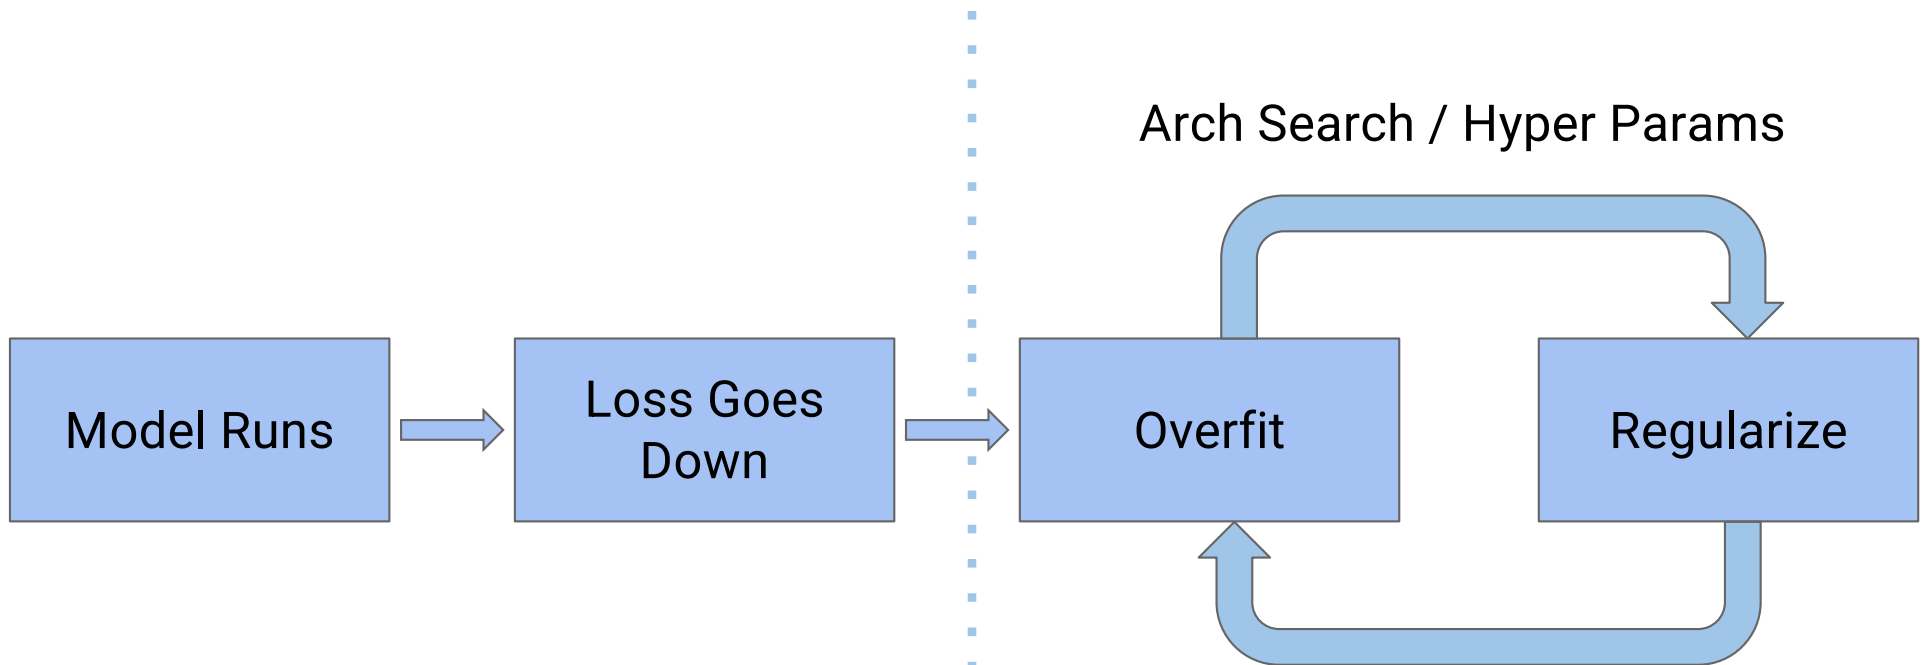 Arch Search / Hyper Params
Model Runs
Loss Goes
Down
Overfit
Regularize